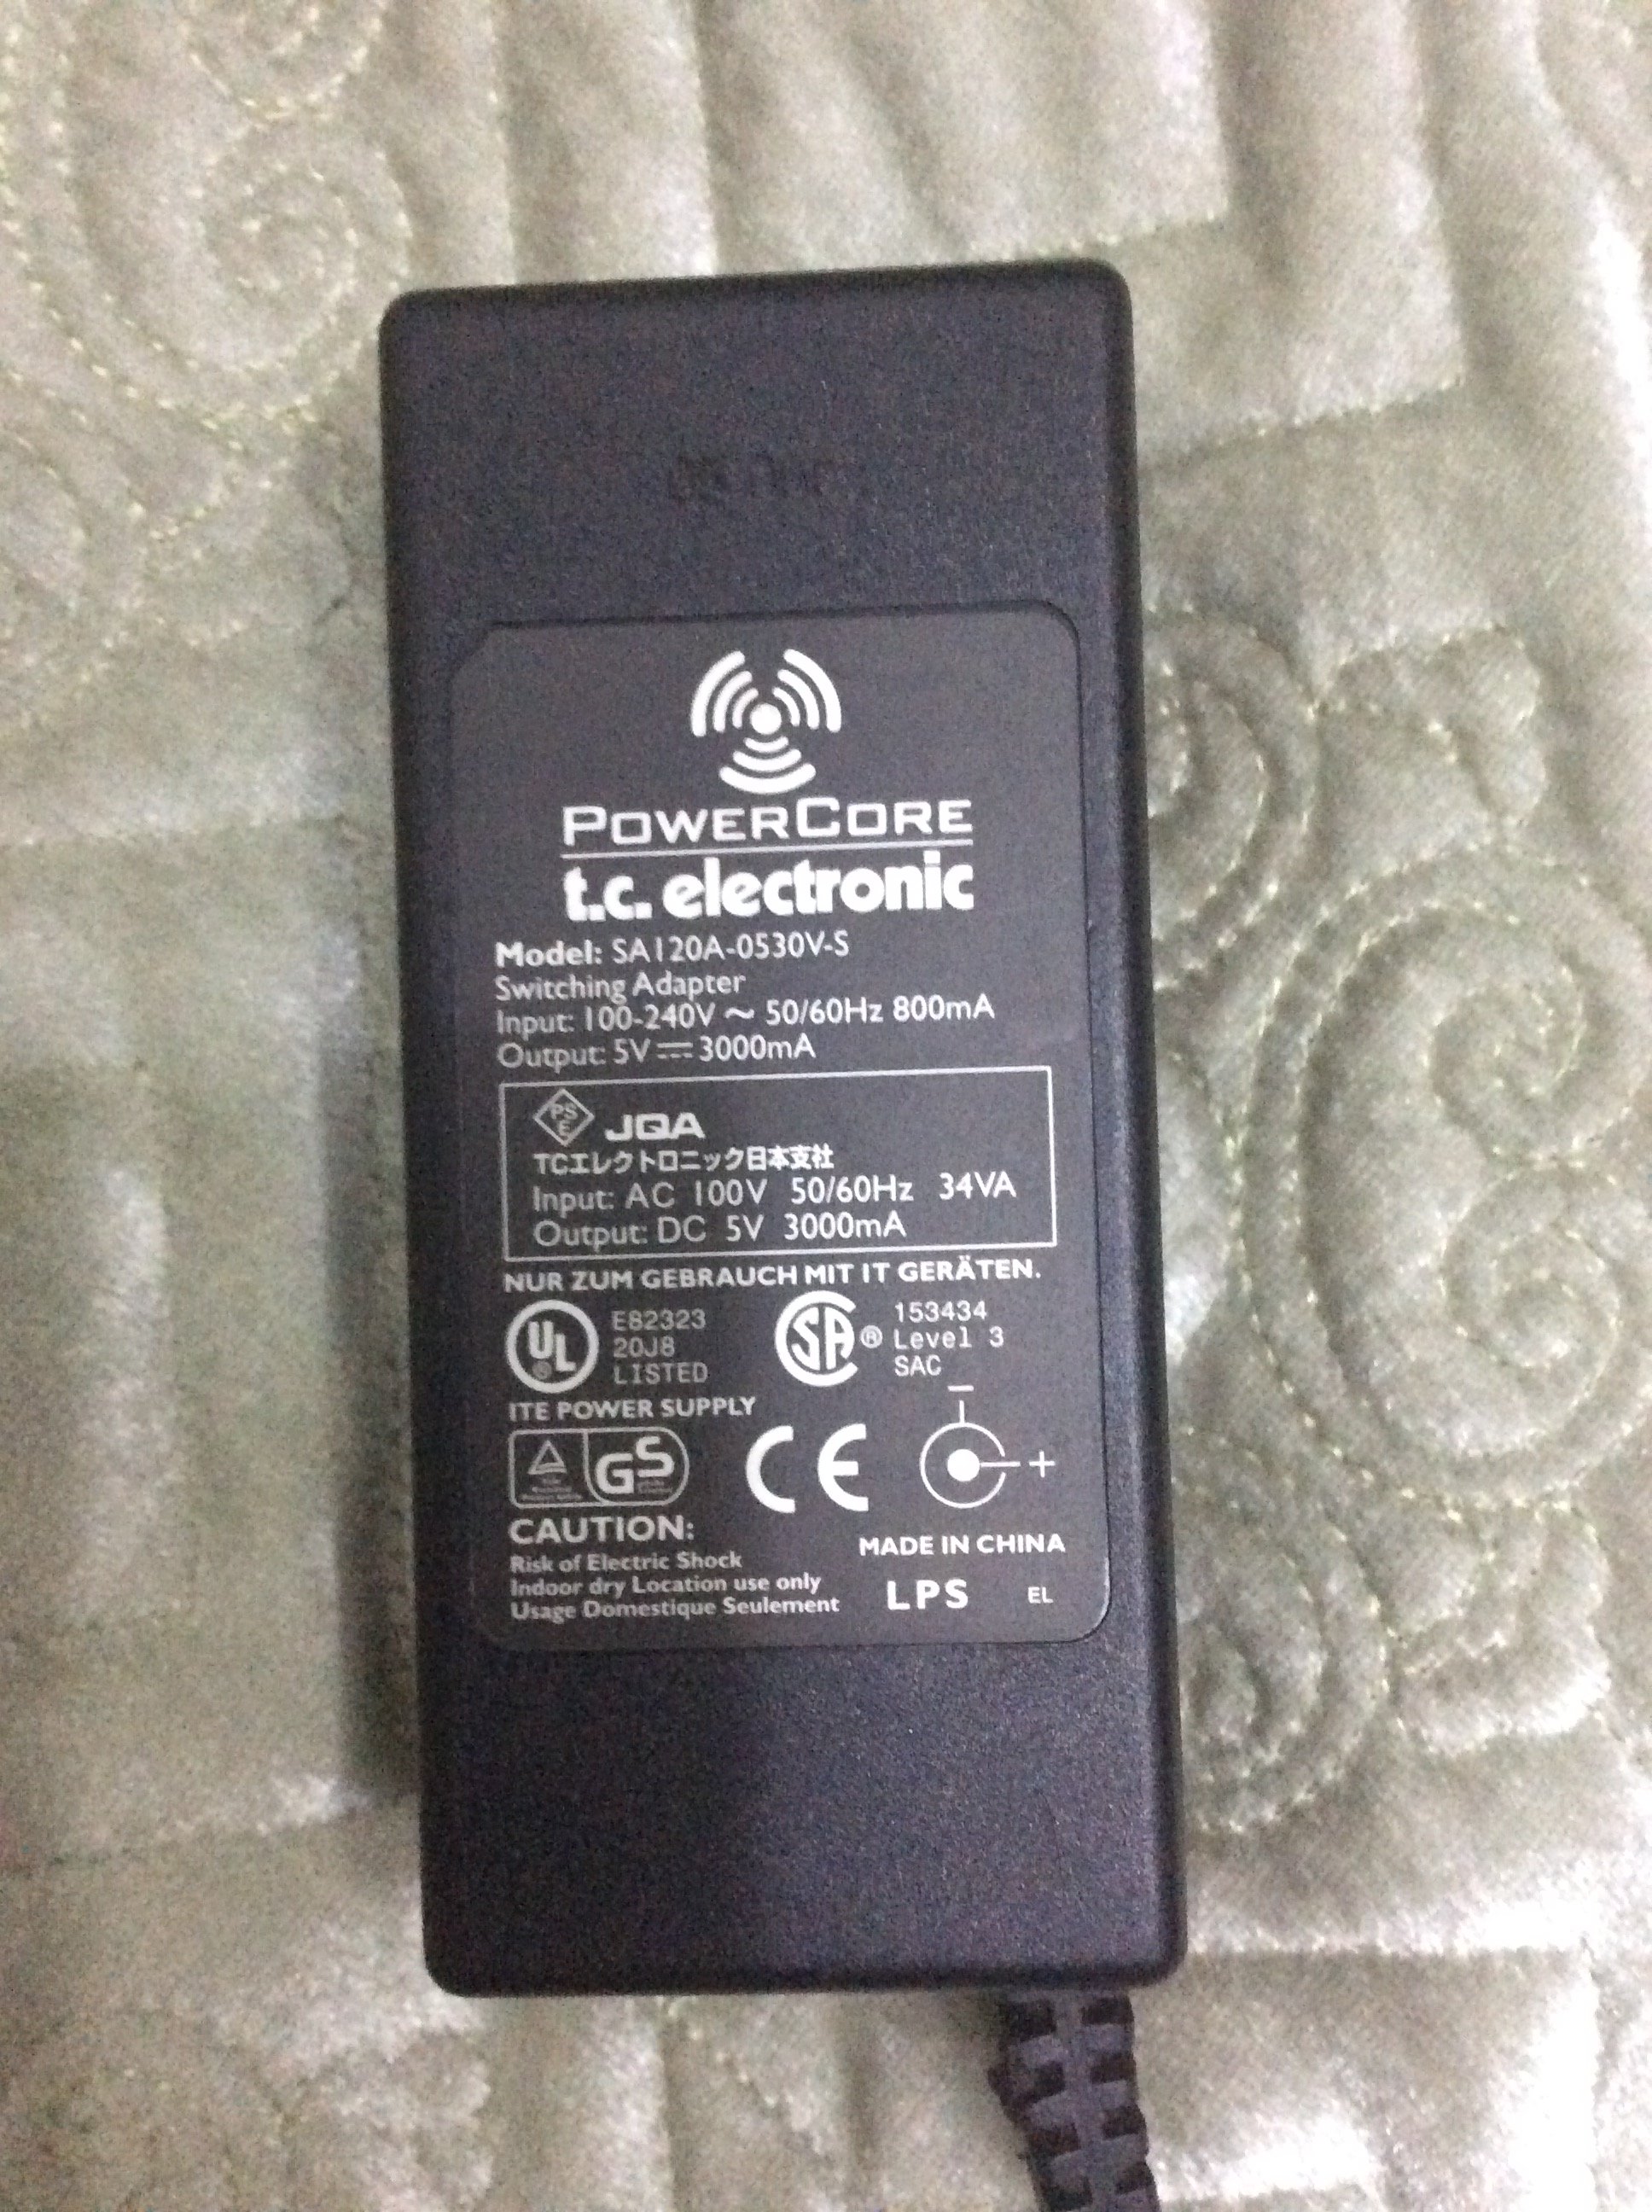 POWERCORE
t.c. electronic
Model: SA120A-0530V-S
Switching Adapter
Input: 100-240V ~ 50/60Hz 800mA
Output: 5V ⎓ 3000mA
PSE JQA
TCエレクトロニック日本支社
Input: AC 100V 50/60Hz 34VA
Output: DC 5V 3000mA
NUR ZUM GEBRAUCH MIT IT GERÄTEN.
UL E82323
20J8
LISTED
SA ® 153434
Level 3
SAC
ITE POWER SUPPLY
GS CE - +
CAUTION:
Risk of Electric Shock
Indoor dry Location use only
Usage Domestique Seulement
MADE IN CHINA
LPS EL